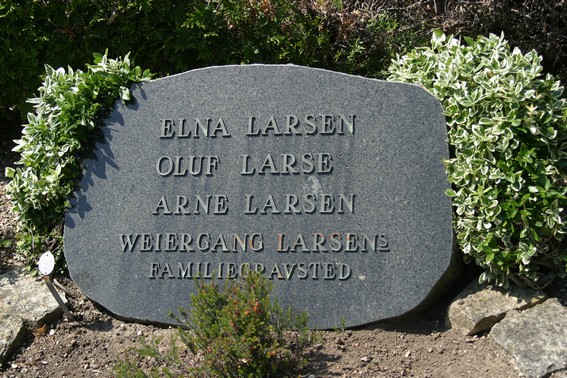 ELNA LARSEN
OLUF LARSE
ARNE LARSEN
WEIERGANG LARSENS
FAMILIEGRAVSTED